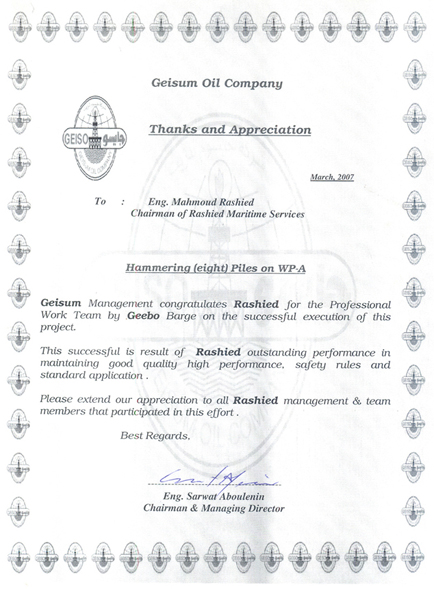 Geisum Oil Company
GEISO جابسو
Thanks and Appreciation
March, 2007
To : Eng. Mahmoud Rashied
Chairman of Rashied Maritime Services
Hammering (eight) Piles on WP-A
Geisum Management congratulates Rashied for the Professional
Work Team by Geebo Barge on the successful execution of this
project.
This successful is result of Rashied outstanding performance in
maintaining good quality high performance, safety rules and
standard application .
Please extend our appreciation to all Rashied management & team
members that participated in this effort .
Best Regards,
Eng. Sarwat Aboulenin
Chairman & Managing Director